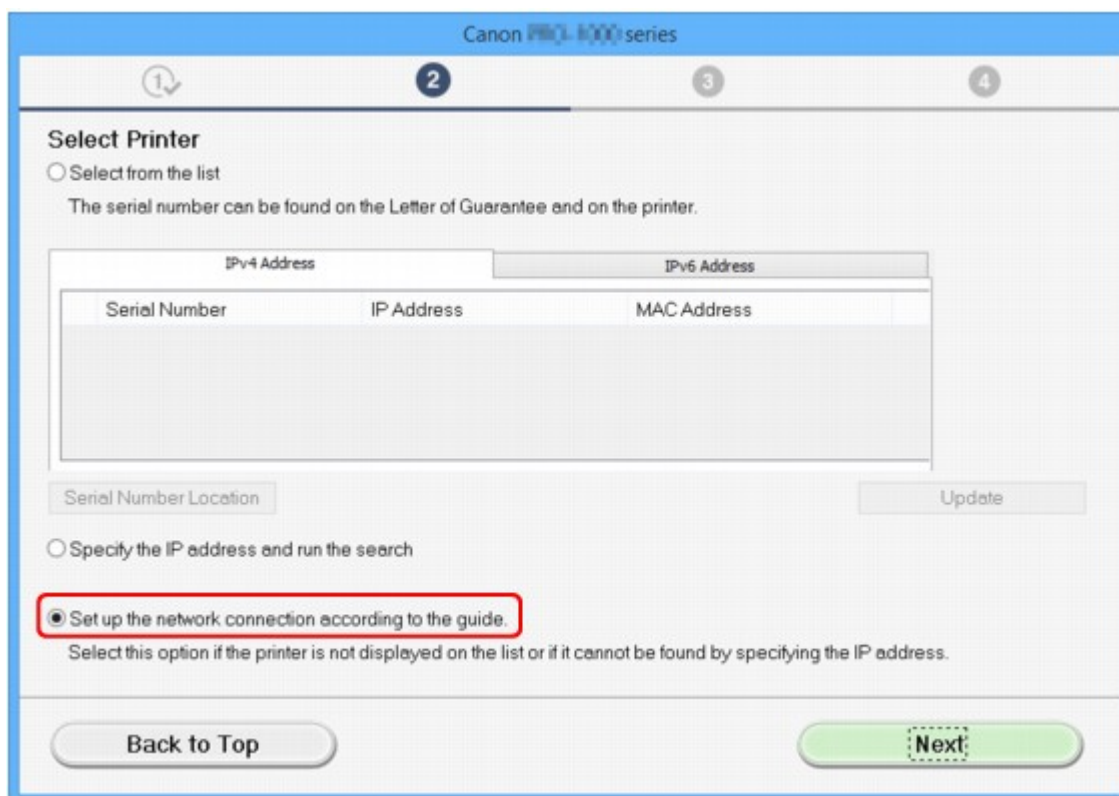 Canon series
1 2 3 4
Select Printer
Select from the list
The serial number can be found on the Letter of Guarantee and on the printer.
IPv4 Address IPv6 Address
Serial Number IP Address MAC Address
Serial Number Location Update
Specify the IP address and run the search
Set up the network connection according to the guide.
Select this option if the printer is not displayed on the list or if it cannot be found by specifying the IP address.
Back to Top Next